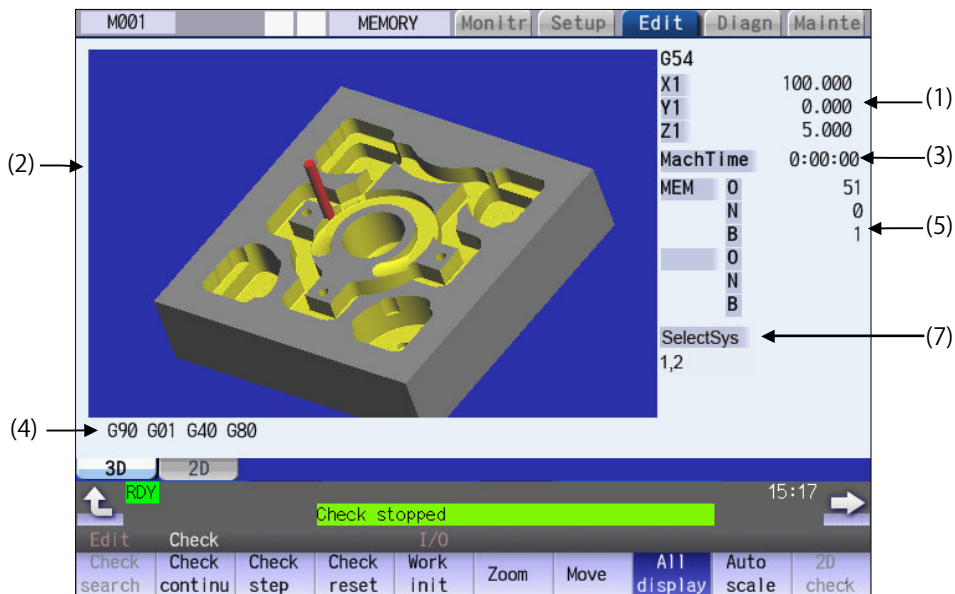 M001 MEMORY Monitr Setup Edit Diagn Mainte
G54
X1 100.000
Y1 0.000
Z1 5.000
(1)
(2)
MachTime 0:00:00
(3)
MEM O 51
N 0
B 1
(5)
O
N
B
SelectSys
(7)
1,2
(4)
G90 G01 G40 G80
3D 2D
RDY
15:17
Check stopped
Edit Check I/O
Check search
Check continu
Check step
Check reset
Work init
Zoom
Move
All display
Auto scale
2D check